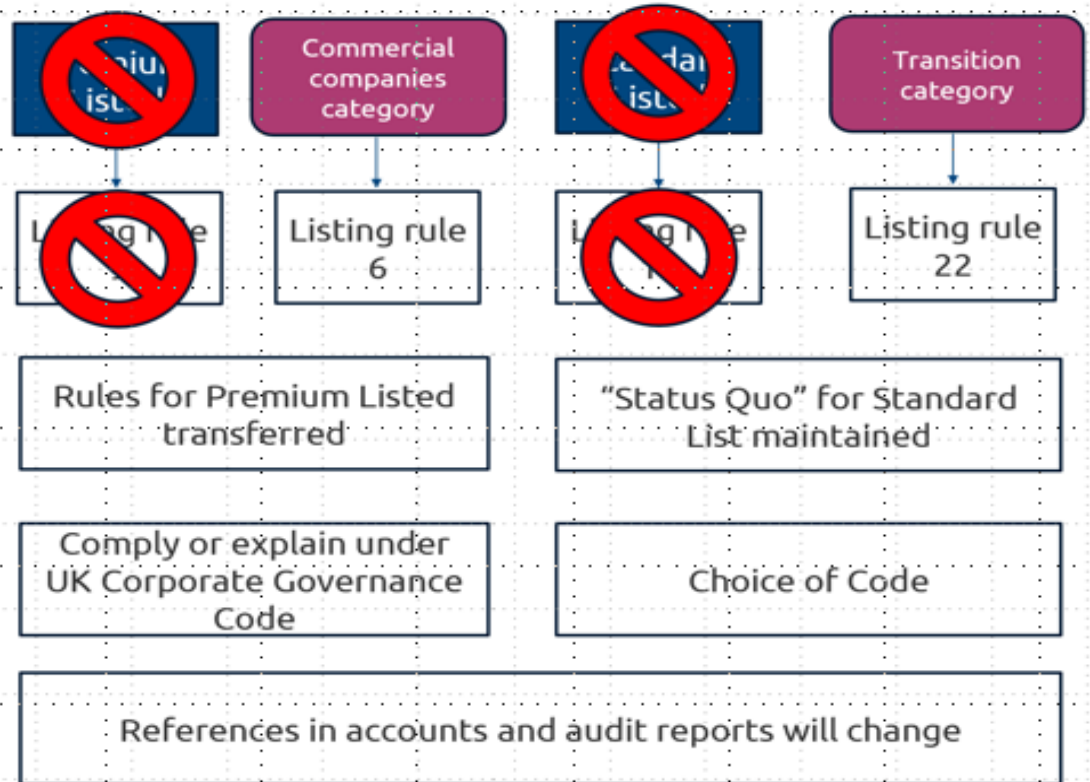 Commercial
companies
category
Transition
category
Listing rule
6
Listing rule
22
Rules for Premium Listed
transferred
“Status Quo” for Standard
List maintained
Comply or explain under
UK Corporate Governance
Code
Choice of Code
References in accounts and audit reports will change